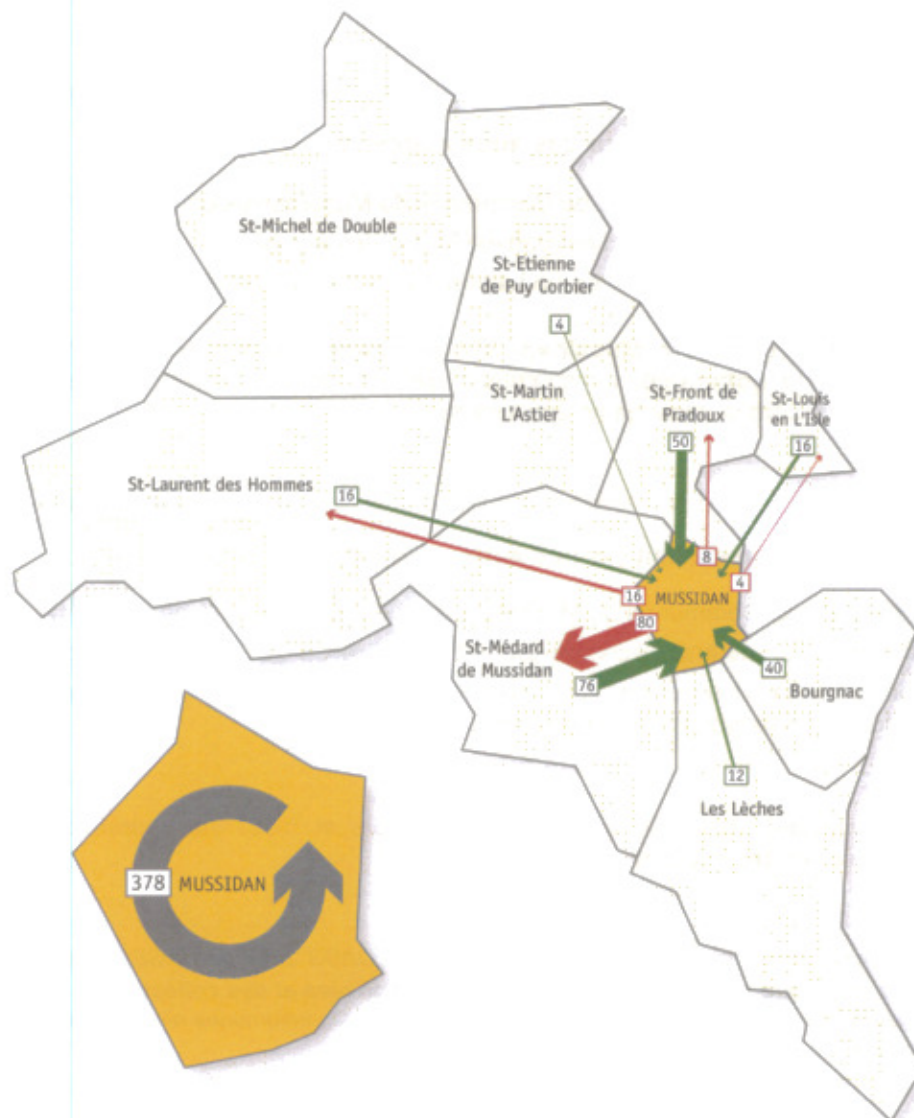 St-Michel de Double
St-Etienne
de Puy Corbier
4
St-Martin
L'Astier
St-Front de
Pradoux
50
St-Louis
en L'Isle
16
St-Laurent des Hommes
16
8
4
16
MUSSIDAN
80
St-Médard
de Mussidan
76
40
Bourgnac
12
Les Lèches
378
MUSSIDAN